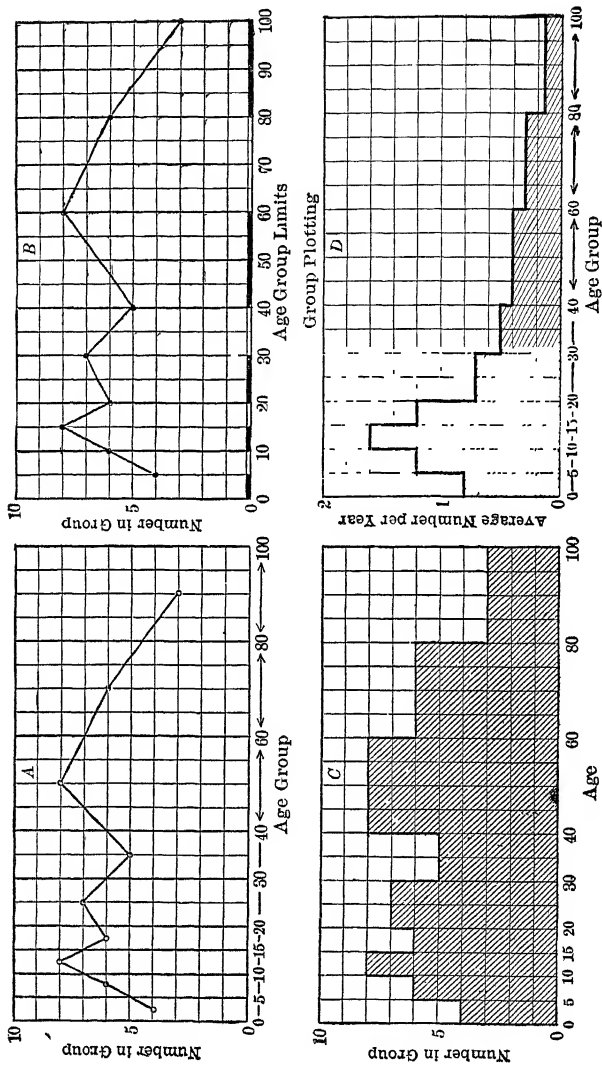 A
10
5
0
Number in Group
0—5—10—15—20 — 30 — 40 < > 60 < > 80 < > 100
Age Group
B
10
5
0
Number in Group
0 10 20 30 40 50 60 70 80 90 100
Age Group Limits
Group Plotting
C
10
5
0
Number in Group
0 5 10 15 20 30 40 60 80 100
Age
D
2
1
0
Average Number per Year
0—5—10—15—20 — 30 — 40 < > 60 < > 80 < > 100
Age Group